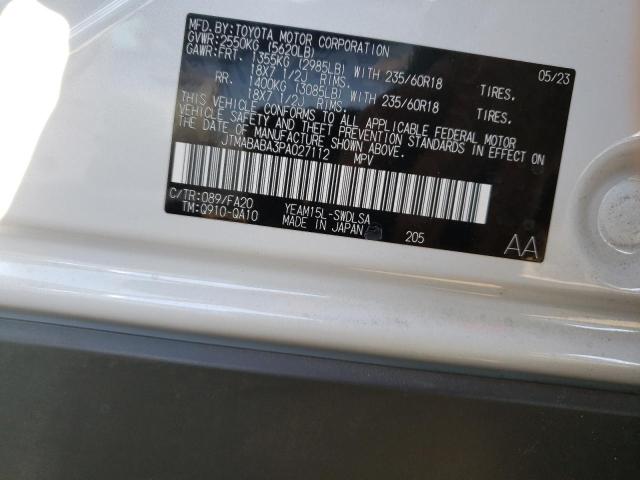 MFD.BY:TOYOTA MOTOR CORPORATION 05/23
GVWR:2550KG (5620LB)
GAWR:FRT. 1355KG (2985LB) WITH 235/60R18 TIRES.
18X7 1/2J RIMS.
RR. 1400KG (3085LB) WITH 235/60R18 TIRES.
18X7 1/2J RIMS.
THIS VEHICLE CONFORMS TO ALL APPLICABLE FEDERAL MOTOR
VEHICLE SAFETY AND THEFT PREVENTION STANDARDS IN EFFECT ON
THE DATE OF MANUFACTURE SHOWN ABOVE.
JTMABABA3PA027112 MPV
C/TR:089/FA20 YEAM15L-SWDLSA
TM:Q910-QA10 MADE IN JAPAN 205
AA